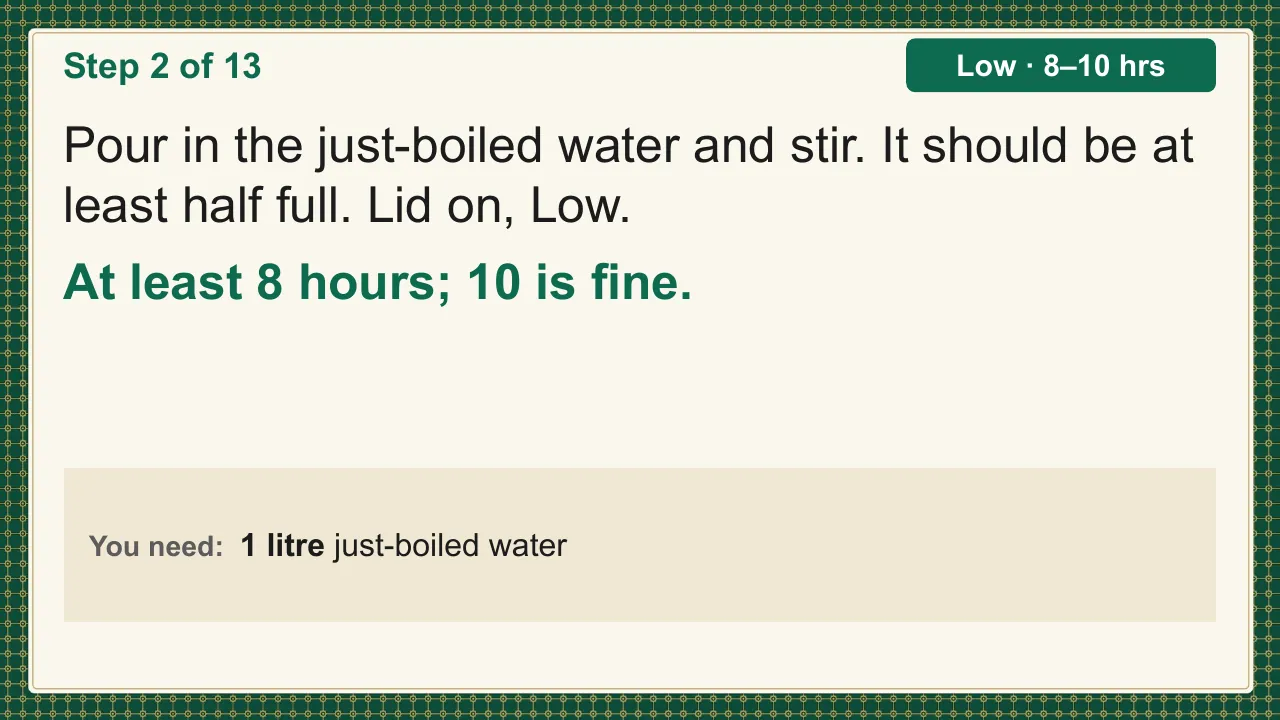 Step 2 of 13
Low · 8–10 hrs
Pour in the just-boiled water and stir. It should be at
least half full. Lid on, Low.
At least 8 hours; 10 is fine.
You need: 1 litre just-boiled water